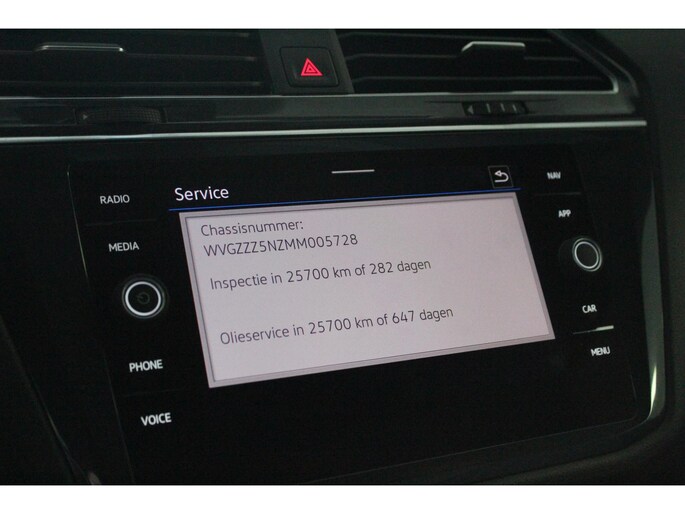 RADIO
MEDIA
PHONE
VOICE
Service
Chassisnummer:
WVGZZZ5NZMM005728
Inspectie in 25700 km of 282 dagen
Olieservice in 25700 km of 647 dagen
NAV
APP
CAR
MENU